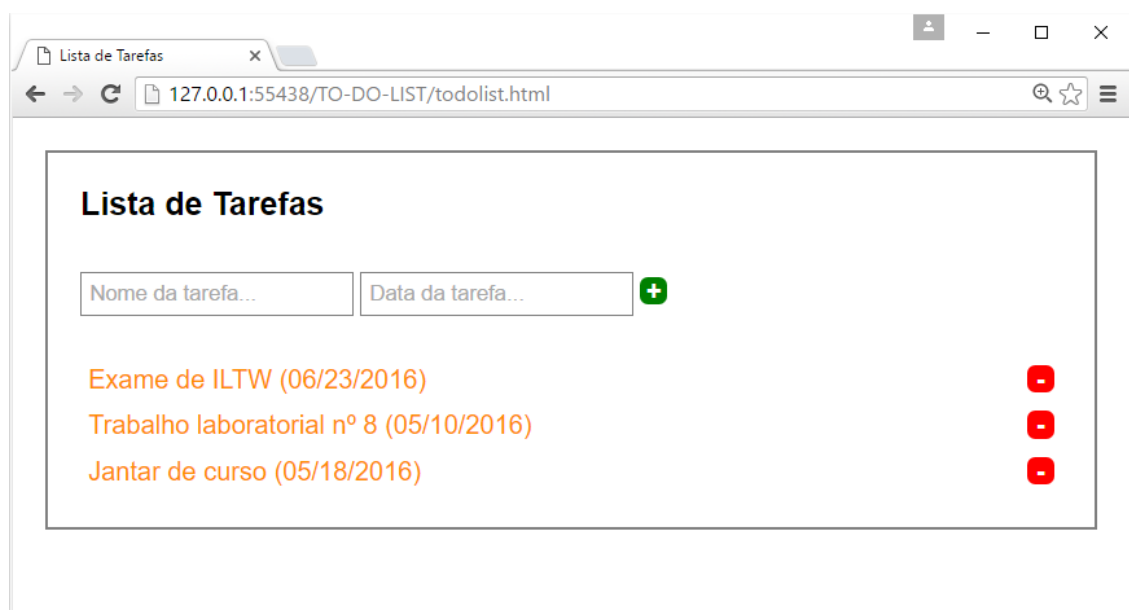 Lista de Tarefas
127.0.0.1:55438/TO-DO-LIST/todolist.html
Lista de Tarefas
Nome da tarefa... Data da tarefa... +
Exame de ILTW (06/23/2016) -
Trabalho laboratorial nº 8 (05/10/2016) -
Jantar de curso (05/18/2016) -